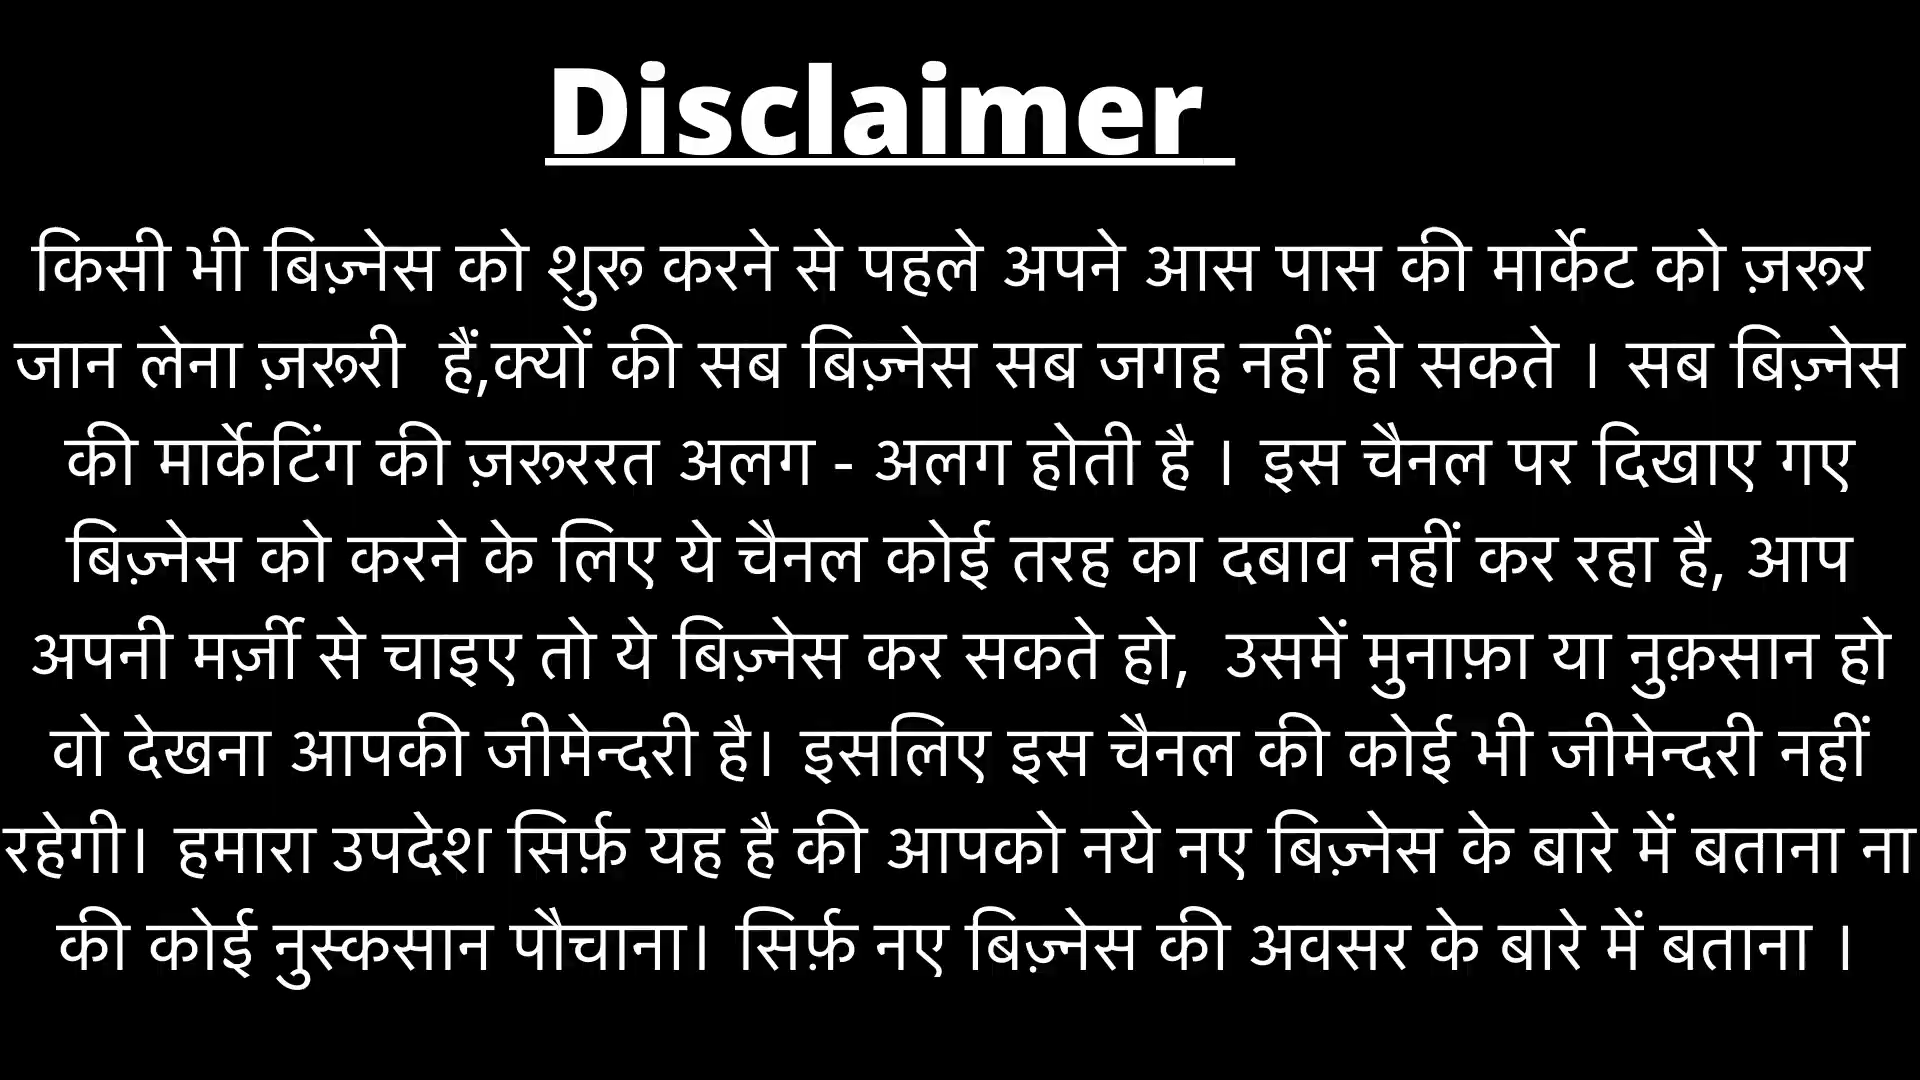 Disclaimer
किसी भी बिज़्नेस को शुरू करने से पहले अपने आस पास की मार्केट को ज़रूर
जान लेना ज़रूरी हैं,क्यों की सब बिज़्नेस सब जगह नहीं हो सकते । सब बिज़्नेस
की मार्केटिंग की ज़रूररत अलग - अलग होती है । इस चैनल पर दिखाए गए
बिज़्नेस को करने के लिए ये चैनल कोई तरह का दबाव नहीं कर रहा है, आप
अपनी मर्ज़ी से चाइए तो ये बिज़्नेस कर सकते हो, उसमें मुनाफ़ा या नुक़सान हो
वो देखना आपकी जीमेन्दरी है। इसलिए इस चैनल की कोई भी जीमेन्दरी नहीं
रहेगी। हमारा उपदेश सिर्फ़ यह है की आपको नये नए बिज़्नेस के बारे में बताना ना
की कोई नुस्कसान पौचाना। सिर्फ़ नए बिज़्नेस की अवसर के बारे में बताना ।